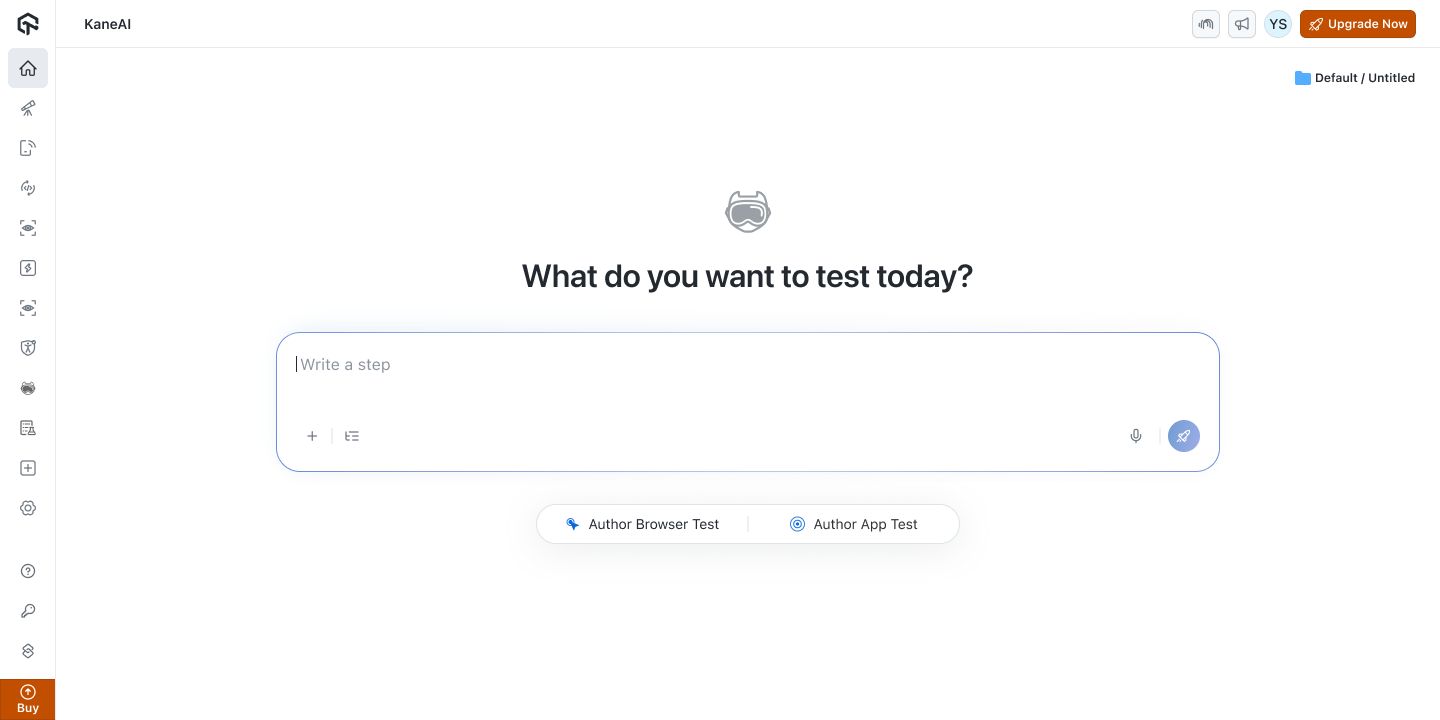 KaneAI
YS
Upgrade Now
Default / Untitled
What do you want to test today?
Write a step
Author Browser Test
Author App Test
Buy